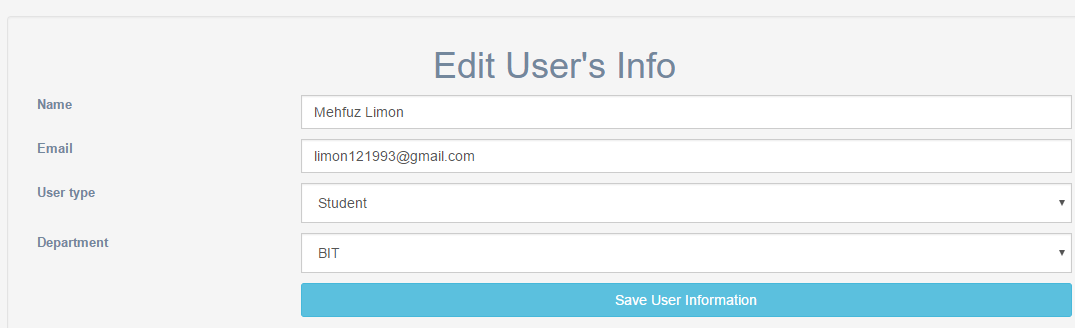 Edit User's Info
Name
Mehfuz Limon
Email
limon121993@gmail.com
User type
Student
Department
BIT
Save User Information